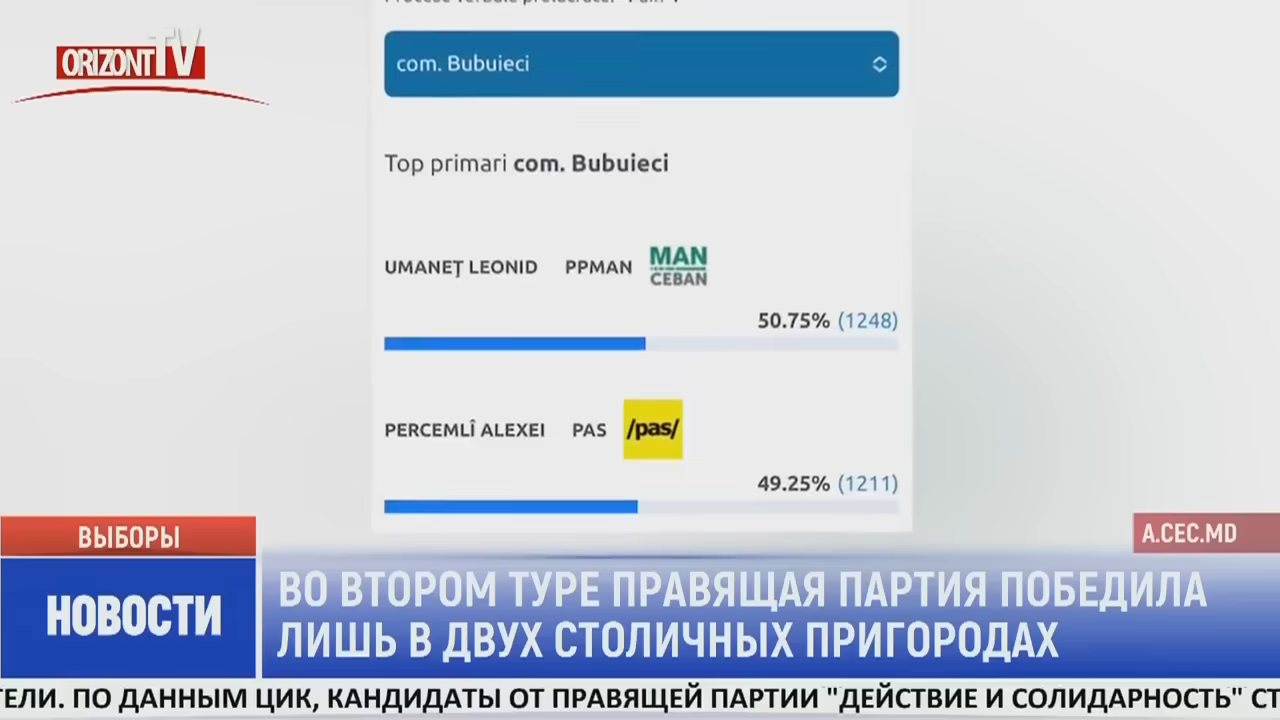 ORIZONT TV
com. Bubuieci
Top primari com. Bubuieci
UMANEȚ LEONID PPMAN MAN
CEBAN
50.75% (1248)
PERCEMLÎ ALEXEI PAS /pas/
49.25% (1211)
ВЫБОРЫ
A.CEC.MD
НОВОСТИ
ВО ВТОРОМ ТУРЕ ПРАВЯЩАЯ ПАРТИЯ ПОБЕДИЛА
ЛИШЬ В ДВУХ СТОЛИЧНЫХ ПРИГОРОДАХ
ТЕЛИ. ПО ДАННЫМ ЦИК, КАНДИДАТЫ ОТ ПРАВЯЩЕЙ ПАРТИИ "ДЕЙСТВИЕ И СОЛИДАРНОСТЬ" СТ